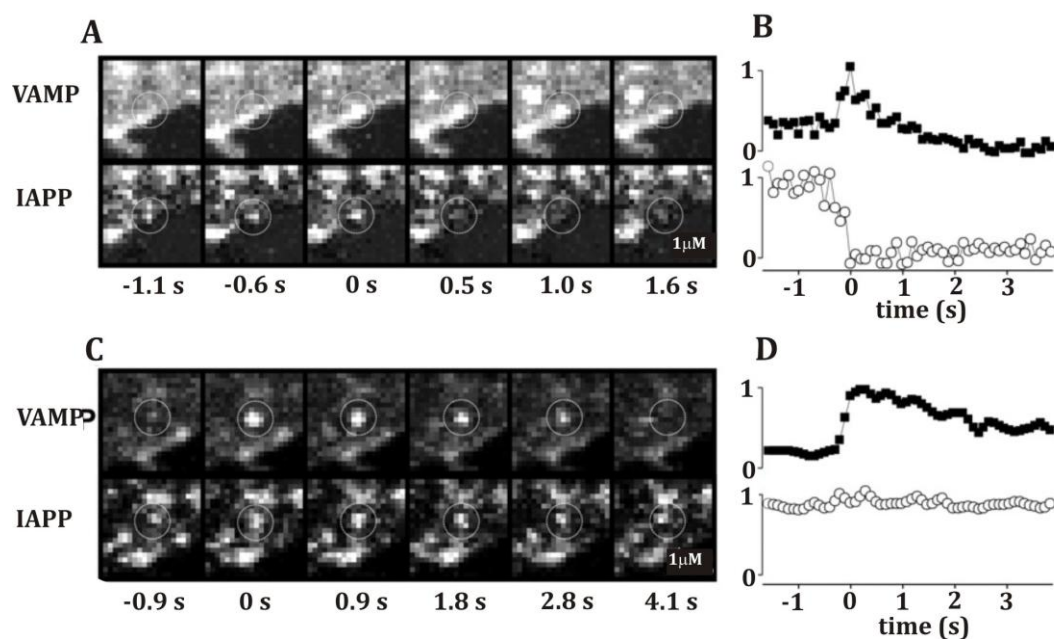 A
VAMP
IAPP
1μM
-1.1 s -0.6 s 0 s 0.5 s 1.0 s 1.6 s
B
1
0
1
0
-1 0 1 2 3
time (s)
C
VAMPP
IAPP
1μM
-0.9 s 0 s 0.9 s 1.8 s 2.8 s 4.1 s
D
1
0
1
0
-1 0 1 2 3
time (s)